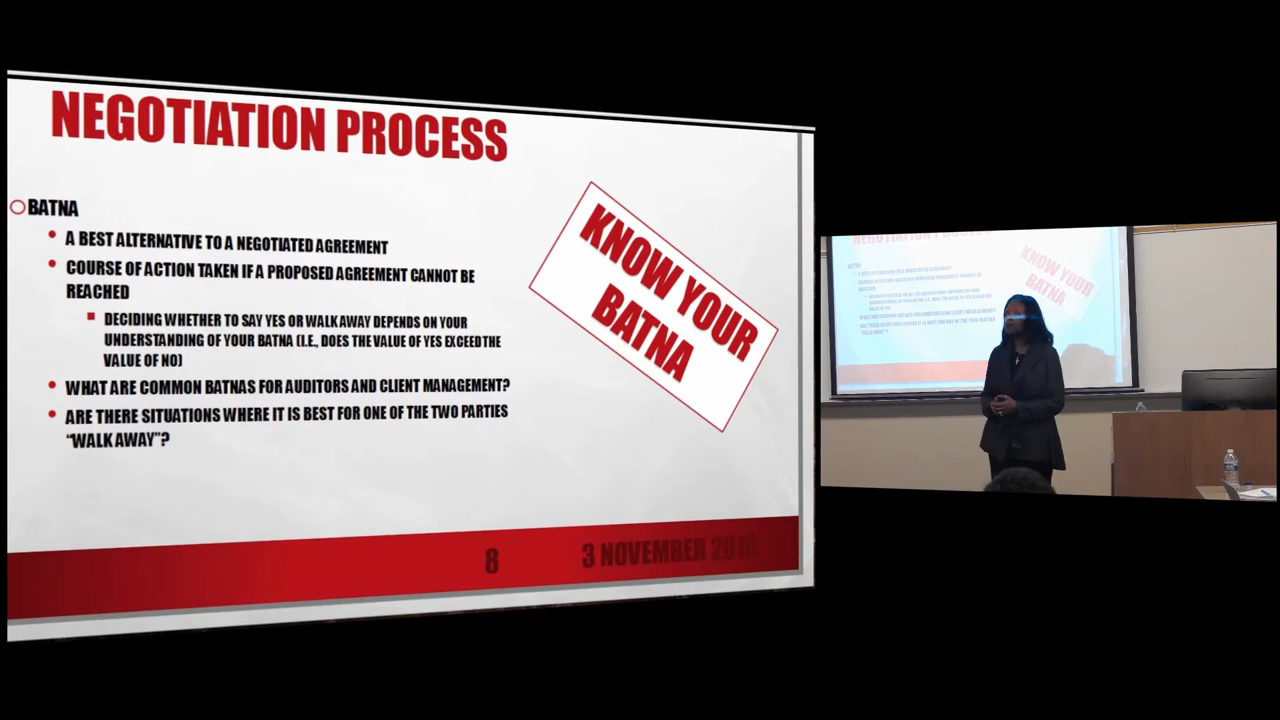 NEGOTIATION PROCESS
BATNA
A BEST ALTERNATIVE TO A NEGOTIATED AGREEMENT
COURSE OF ACTION TAKEN IF A PROPOSED AGREEMENT CANNOT BE
REACHED
DECIDING WHETHER TO SAY YES OR WALK AWAY DEPENDS ON YOUR
UNDERSTANDING OF YOUR BATNA (I.E., DOES THE VALUE OF YES EXCEED THE
VALUE OF NO)
WHAT ARE COMMON BATNAS FOR AUDITORS AND CLIENT MANAGEMENT?
ARE THERE SITUATIONS WHERE IT IS BEST FOR ONE OF THE TWO PARTIES
“WALK AWAY”?
KNOW YOUR
BATNA
8
3 NOVEMBER 2016
KNOW YOUR
BATNA